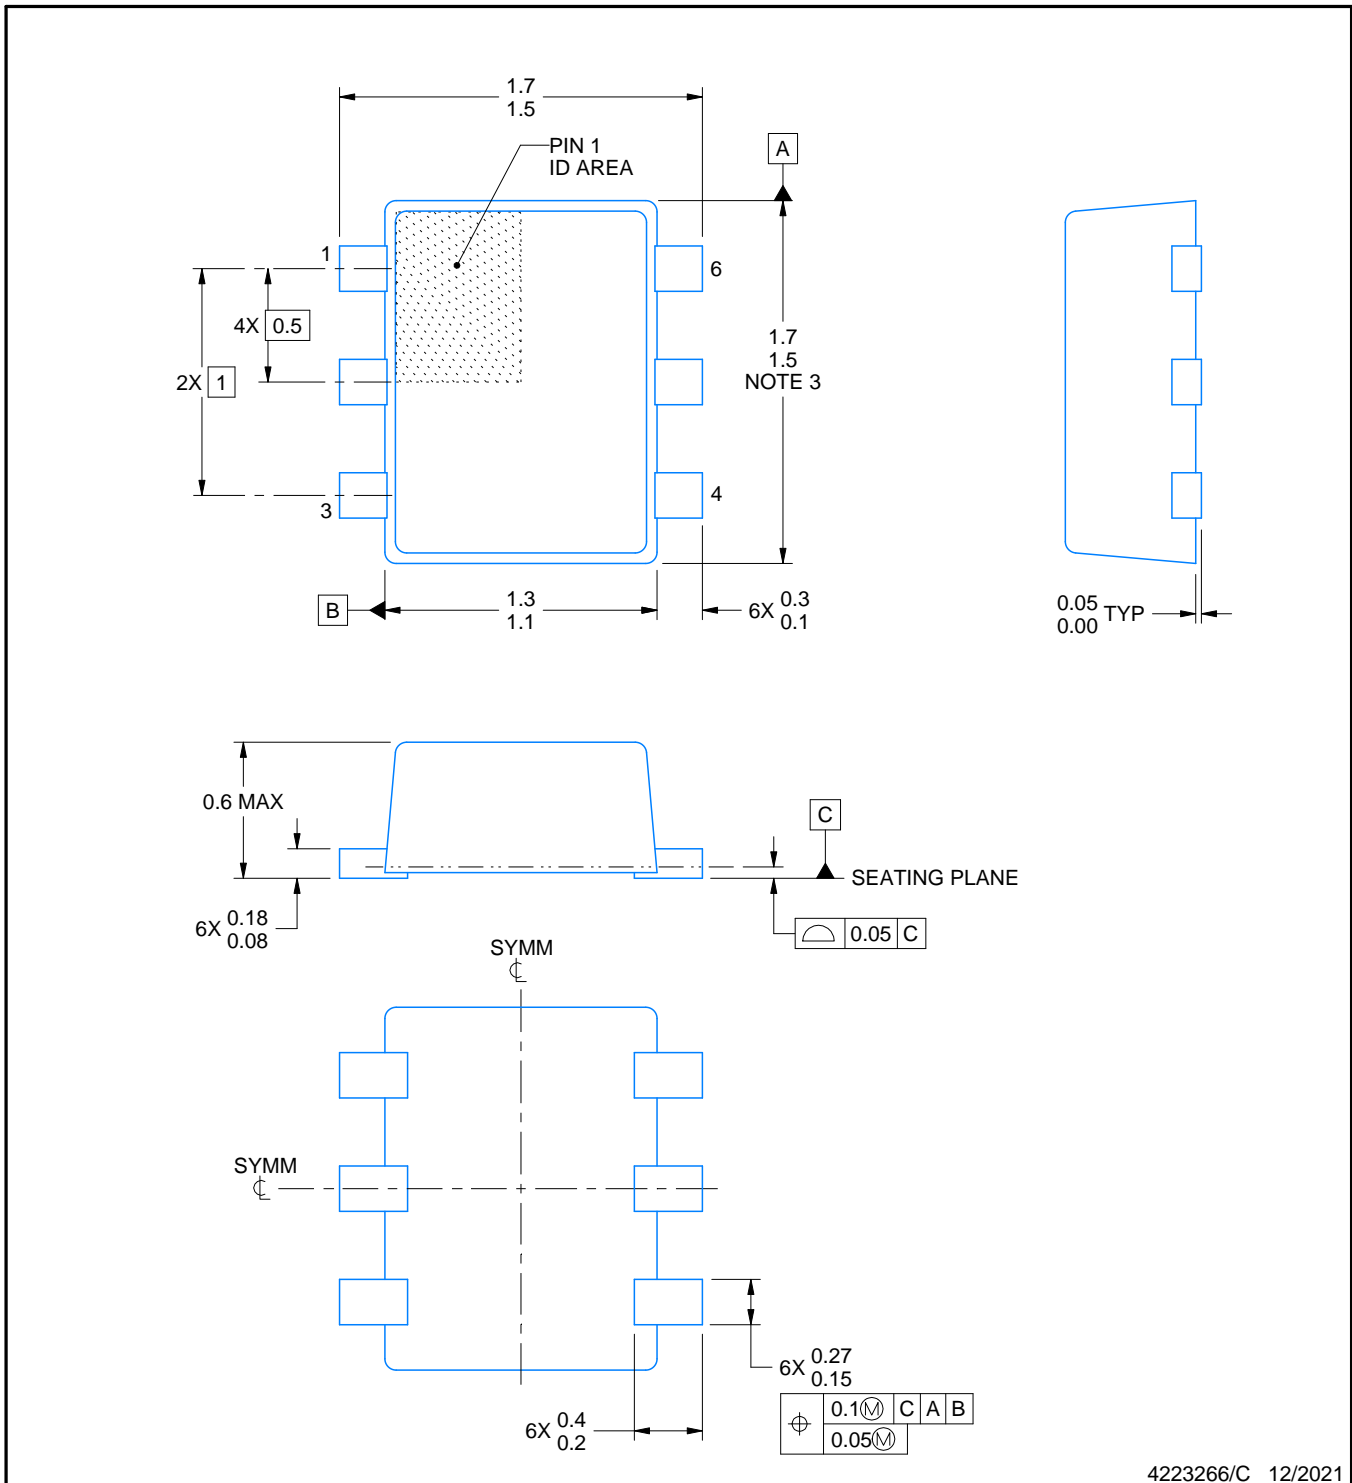 1.7
1.5
PIN 1
ID AREA
A
1
6
4X 0.5
2X 1
1.7
1.5
NOTE 3
3
4
B
1.3
1.1
6X 0.3
0.1
0.05
0.00 TYP
0.6 MAX
C
SEATING PLANE
6X 0.18
0.08
0.05 C
SYMM
SYMM
6X 0.27
0.15
0.1Ⓜ C A B
0.05Ⓜ
6X 0.4
0.2
4223266/C 12/2021